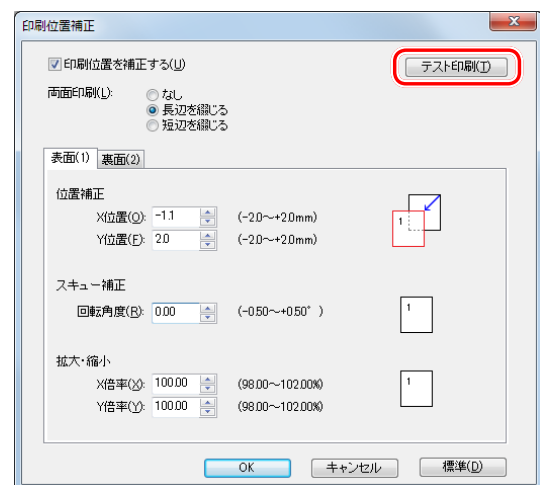 印刷位置補正
印刷位置を補正する(U)
テスト印刷(T)
両面印刷(L): なし
長辺を綴じる
短辺を綴じる
表面(1) 裏面(2)
位置補正
X位置(O): -1.1 (-2.0～+2.0mm)
Y位置(F): 2.0 (-2.0～+2.0mm)
1
スキュー補正
回転角度(R): 0.00 (-0.50～+0.50°)
1
拡大・縮小
X倍率(X): 100.00 (98.00～102.00%)
Y倍率(Y): 100.00 (98.00～102.00%)
1
OK キャンセル 標準(D)